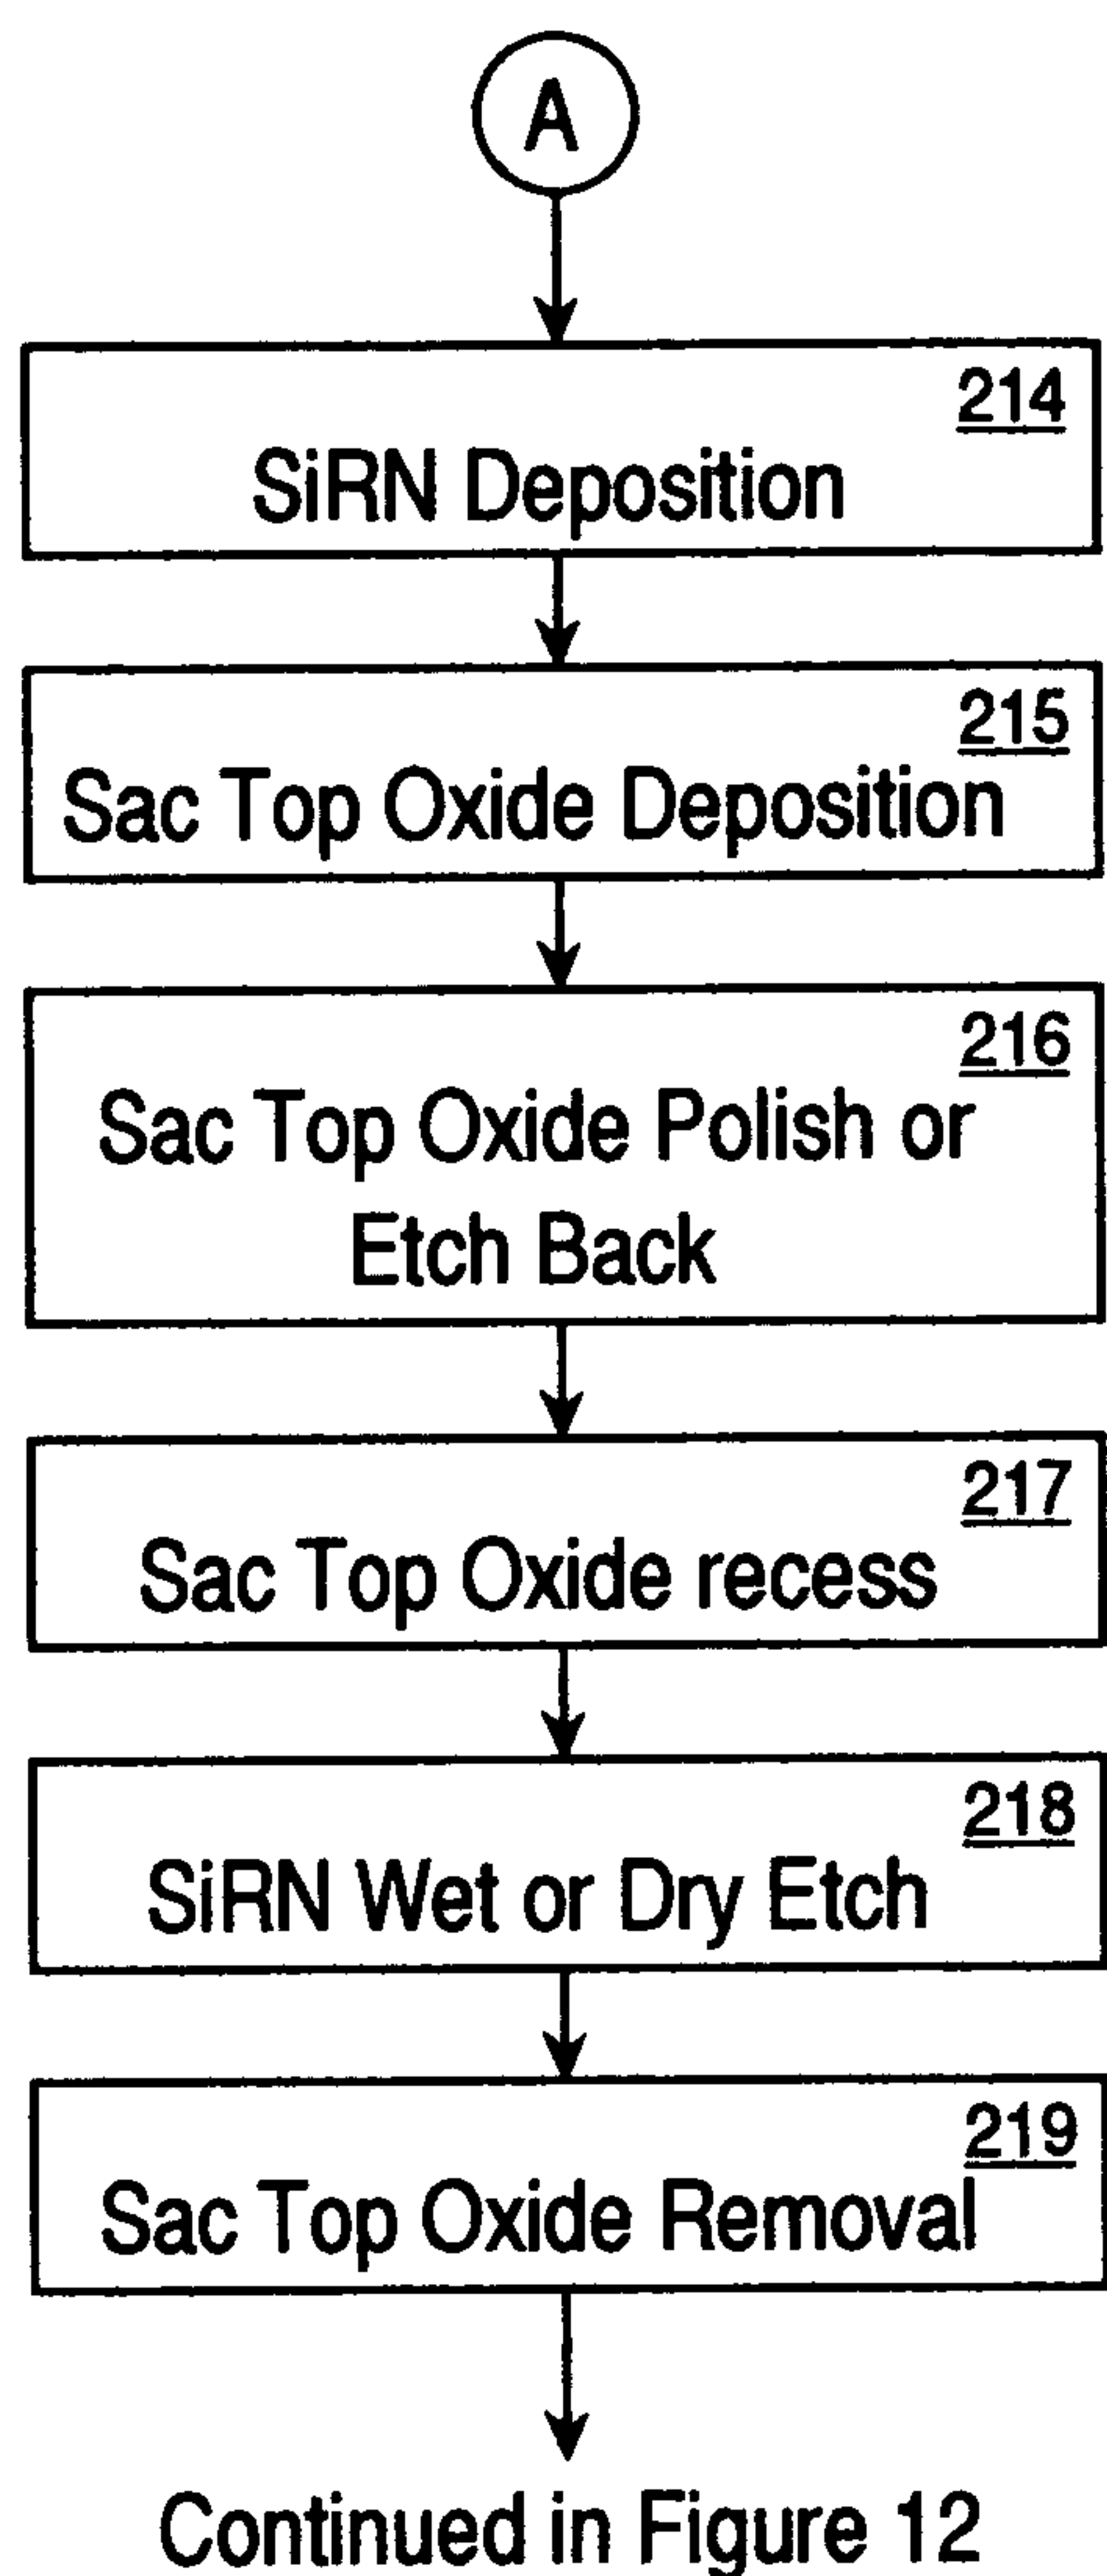 A
214
SiRN Deposition
215
Sac Top Oxide Deposition
216
Sac Top Oxide Polish or
Etch Back
217
Sac Top Oxide recess
218
SiRN Wet or Dry Etch
219
Sac Top Oxide Removal
Continued in Figure 12